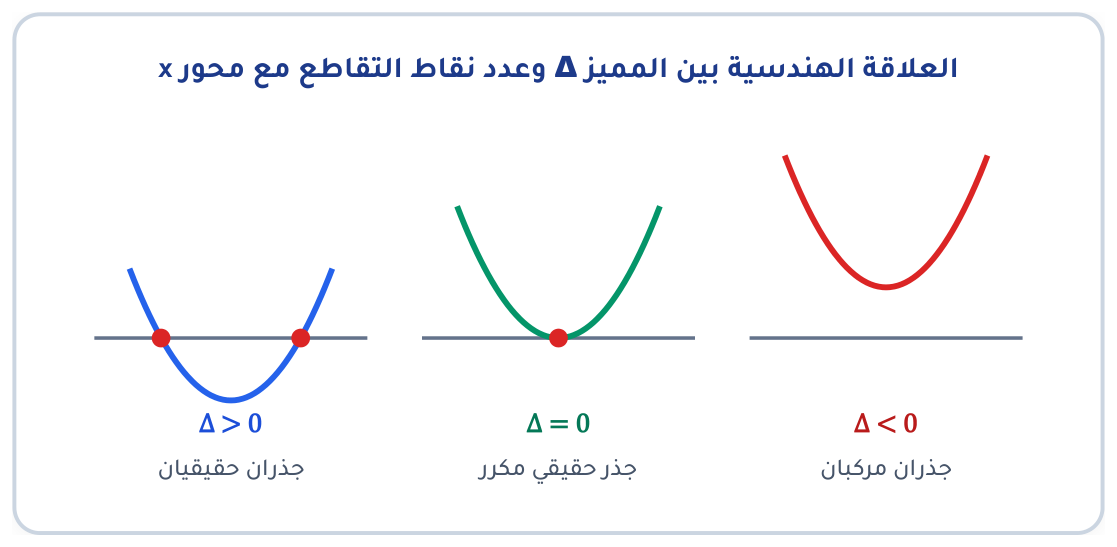 العلاقة الهندسية بين المميز Δ وعدد نقاط التقاطع مع محور x
Δ < 0
جذران مركبان
Δ = 0
جذر حقيقي مكرر
Δ > 0
جذران حقيقيان